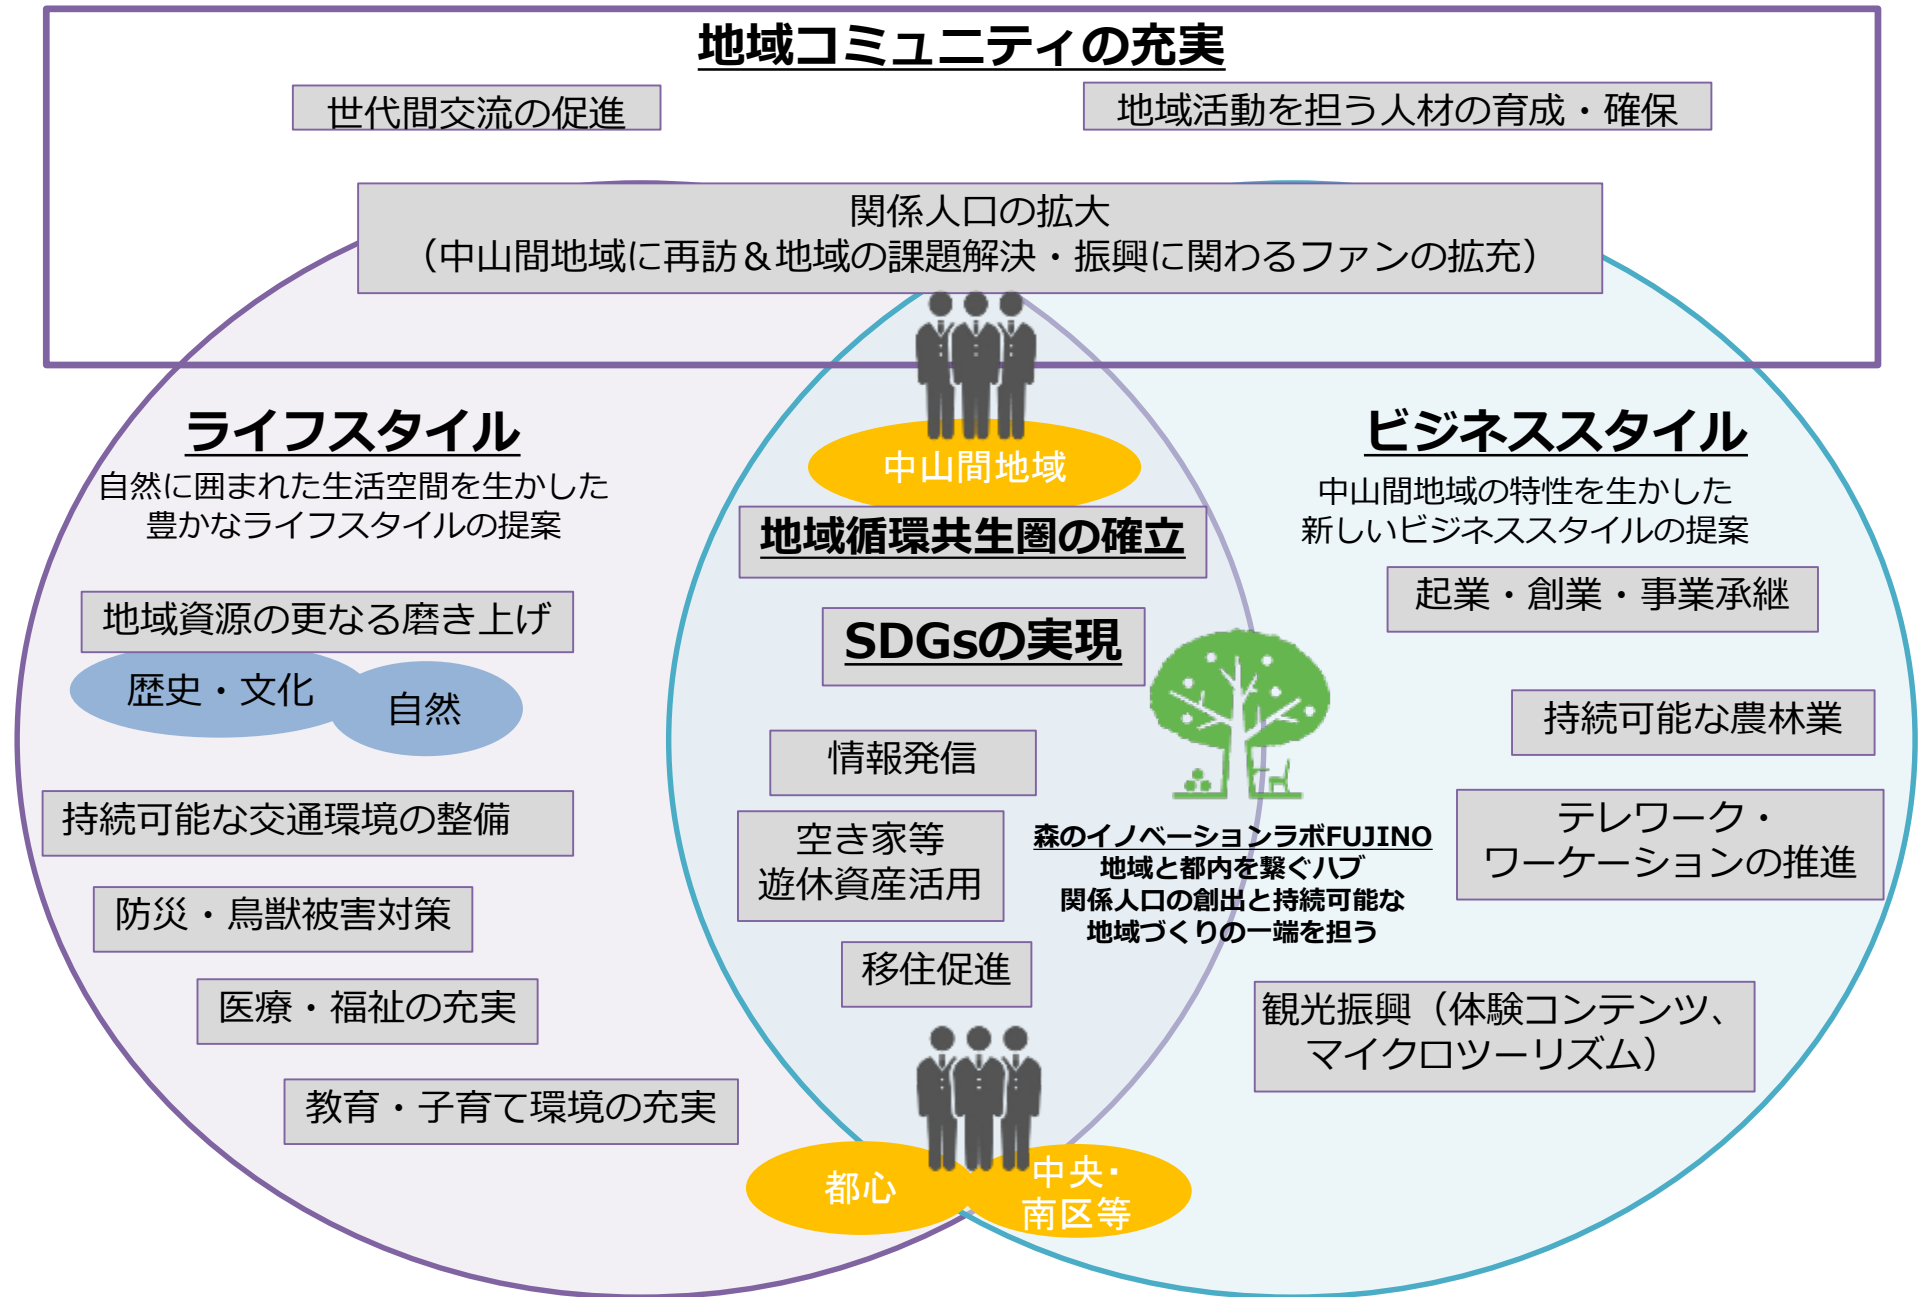 地域コミュニティの充実
世代間交流の促進
地域活動を担う人材の育成・確保
関係人口の拡大
（中山間地域に再訪＆地域の課題解決・振興に関わるファンの拡充）
ライフスタイル
自然に囲まれた生活空間を生かした
豊かなライフスタイルの提案
地域資源の更なる磨き上げ
歴史・文化
自然
持続可能な交通環境の整備
防災・鳥獣被害対策
医療・福祉の充実
教育・子育て環境の充実
中山間地域
地域循環共生圏の確立
SDGsの実現
情報発信
空き家等
遊休資産活用
移住促進
森のイノベーションラボFUJINO
地域と都内を繋ぐハブ
関係人口の創出と持続可能な
地域づくりの一端を担う
都心
中央・
南区等
ビジネススタイル
中山間地域の特性を生かした
新しいビジネススタイルの提案
起業・創業・事業承継
持続可能な農林業
テレワーク・
ワーケーションの推進
観光振興（体験コンテンツ、
マイクロツーリズム）